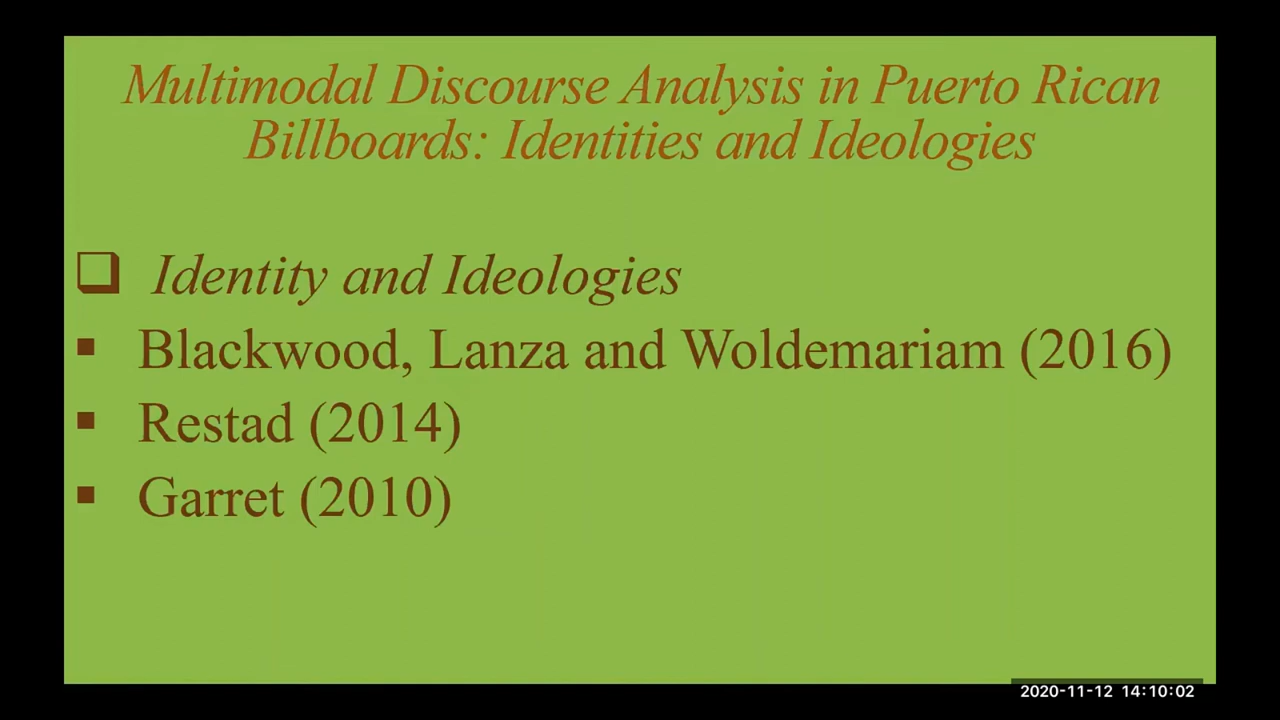 Multimodal Discourse Analysis in Puerto Rican
Billboards: Identities and Ideologies
Identity and Ideologies
Blackwood, Lanza and Woldemariam (2016)
Restad (2014)
Garret (2010)
2020-11-12 14:10:02